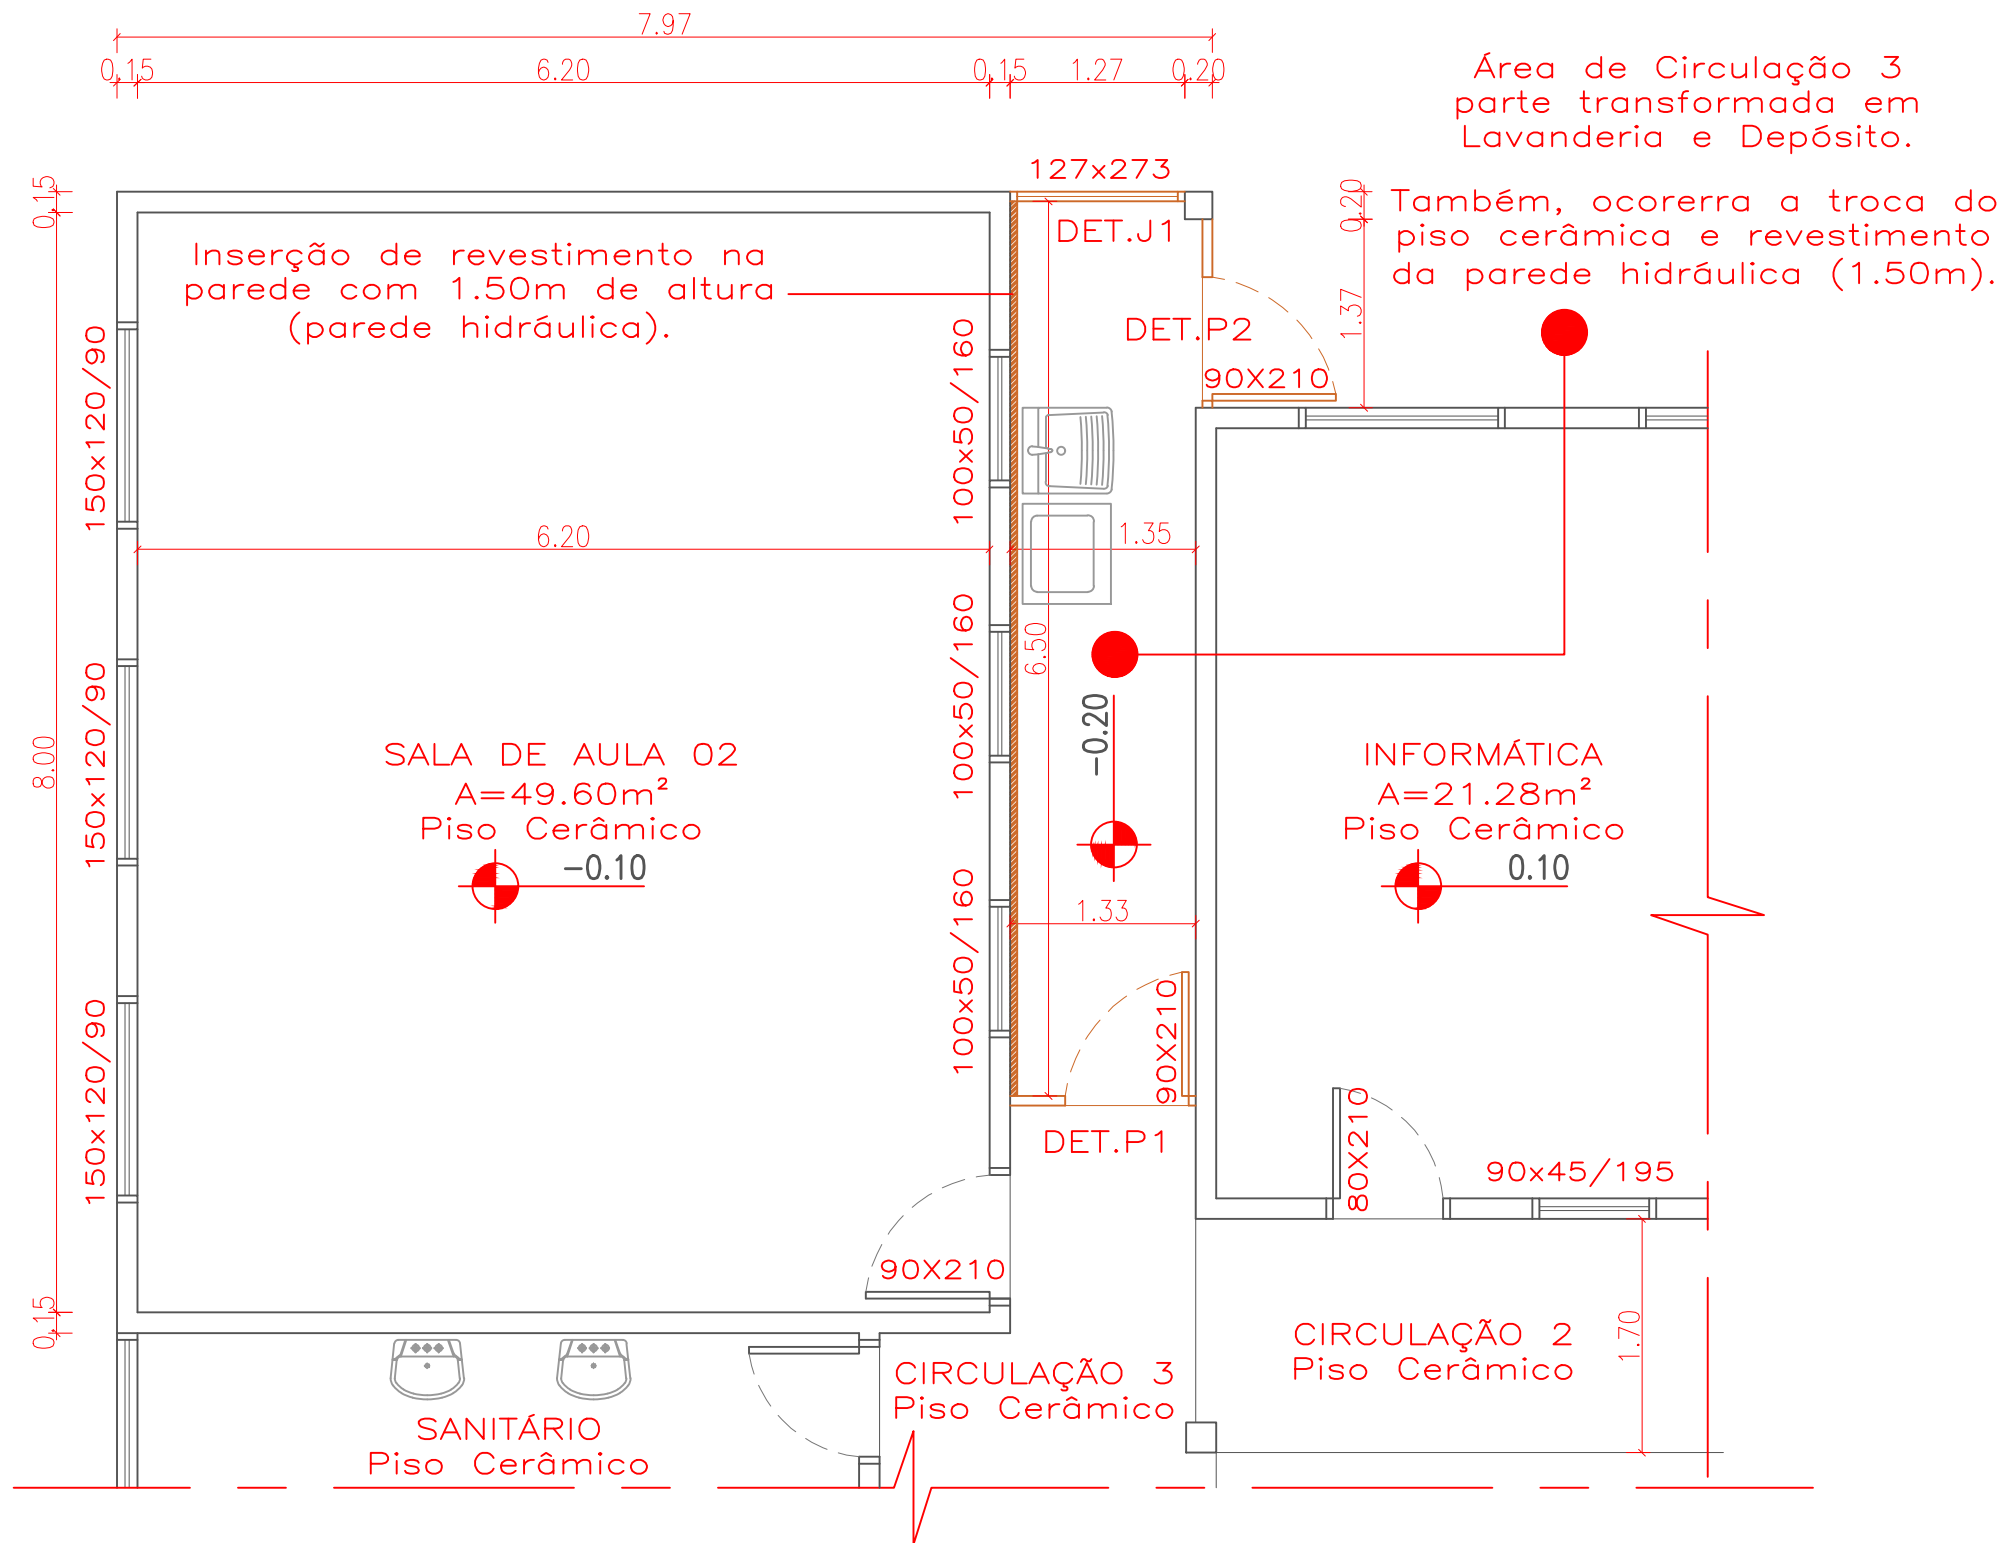 7.97
0.15
6.20
0.15
1.27
0.20
Área de Circulação 3
parte transformada em
Lavanderia e Depósito.
Também, ocorerra a troca do
piso cerâmica e revestimento
da parede hidráulica (1.50m).
127x273
DET.J1
0.15
0.20
1.37
Inserção de revestimento na
parede com 1.50m de altura
(parede hidráulica).
DET.P2
90X210
150x120/90
100x50/160
6.20
1.35
6.50
8.00
150x120/90
100x50/160
-0.20
SALA DE AULA 02
A=49.60m²
Piso Cerâmico
-0.10
INFORMÁTICA
A=21.28m²
Piso Cerâmico
0.10
1.33
150x120/90
100x50/160
90X210
DET.P1
80X210
90x45/195
90X210
0.15
1.70
CIRCULAÇÃO 2
Piso Cerâmico
CIRCULAÇÃO 3
Piso Cerâmico
SANITÁRIO
Piso Cerâmico